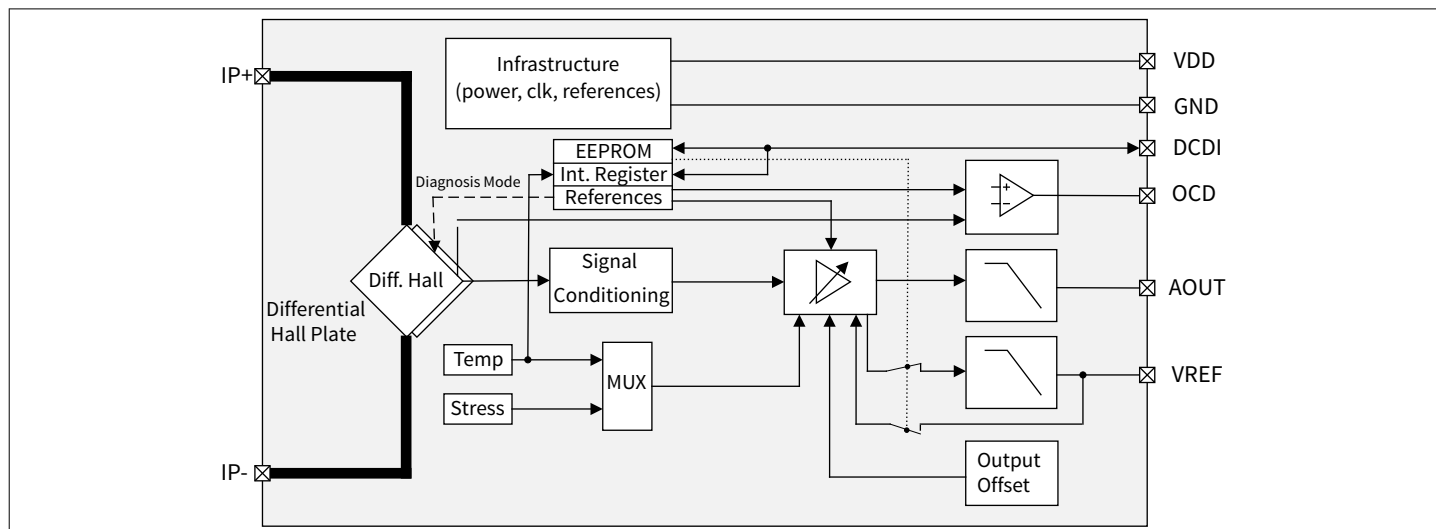 IP+
Infrastructure
(power, clk, references)
VDD
GND
DCDI
OCD
AOUT
VREF
EEPROM
Int. Register
References
Diagnosis Mode
+
Diff. Hall
Differential
Hall Plate
Signal
Conditioning
Temp
Stress
MUX
Output
Offset
IP-